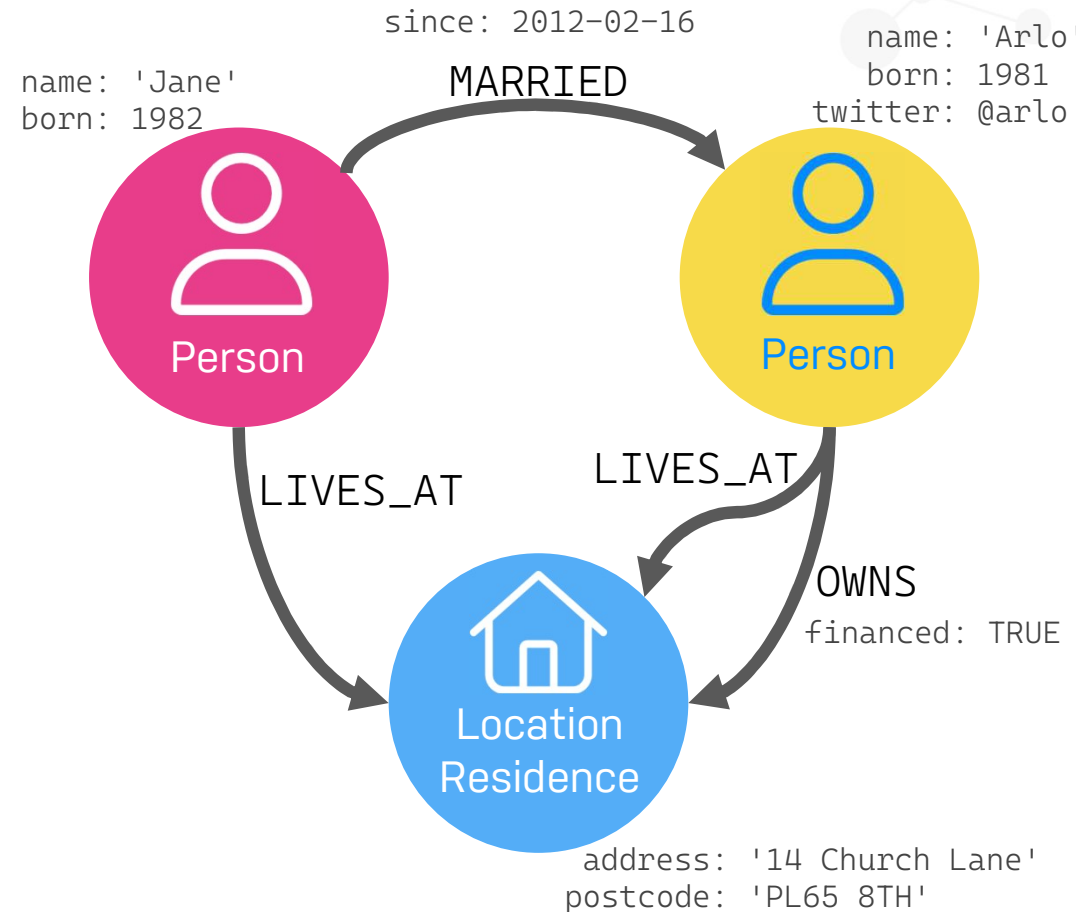 since: 2012-02-16
name: 'Jane'
born: 1982
MARRIED
name: 'Arlo'
born: 1981
twitter: @arlo
Person
Person
LIVES_AT
LIVES_AT
OWNS
financed: TRUE
Location
Residence
address: '14 Church Lane'
postcode: 'PL65 8TH'